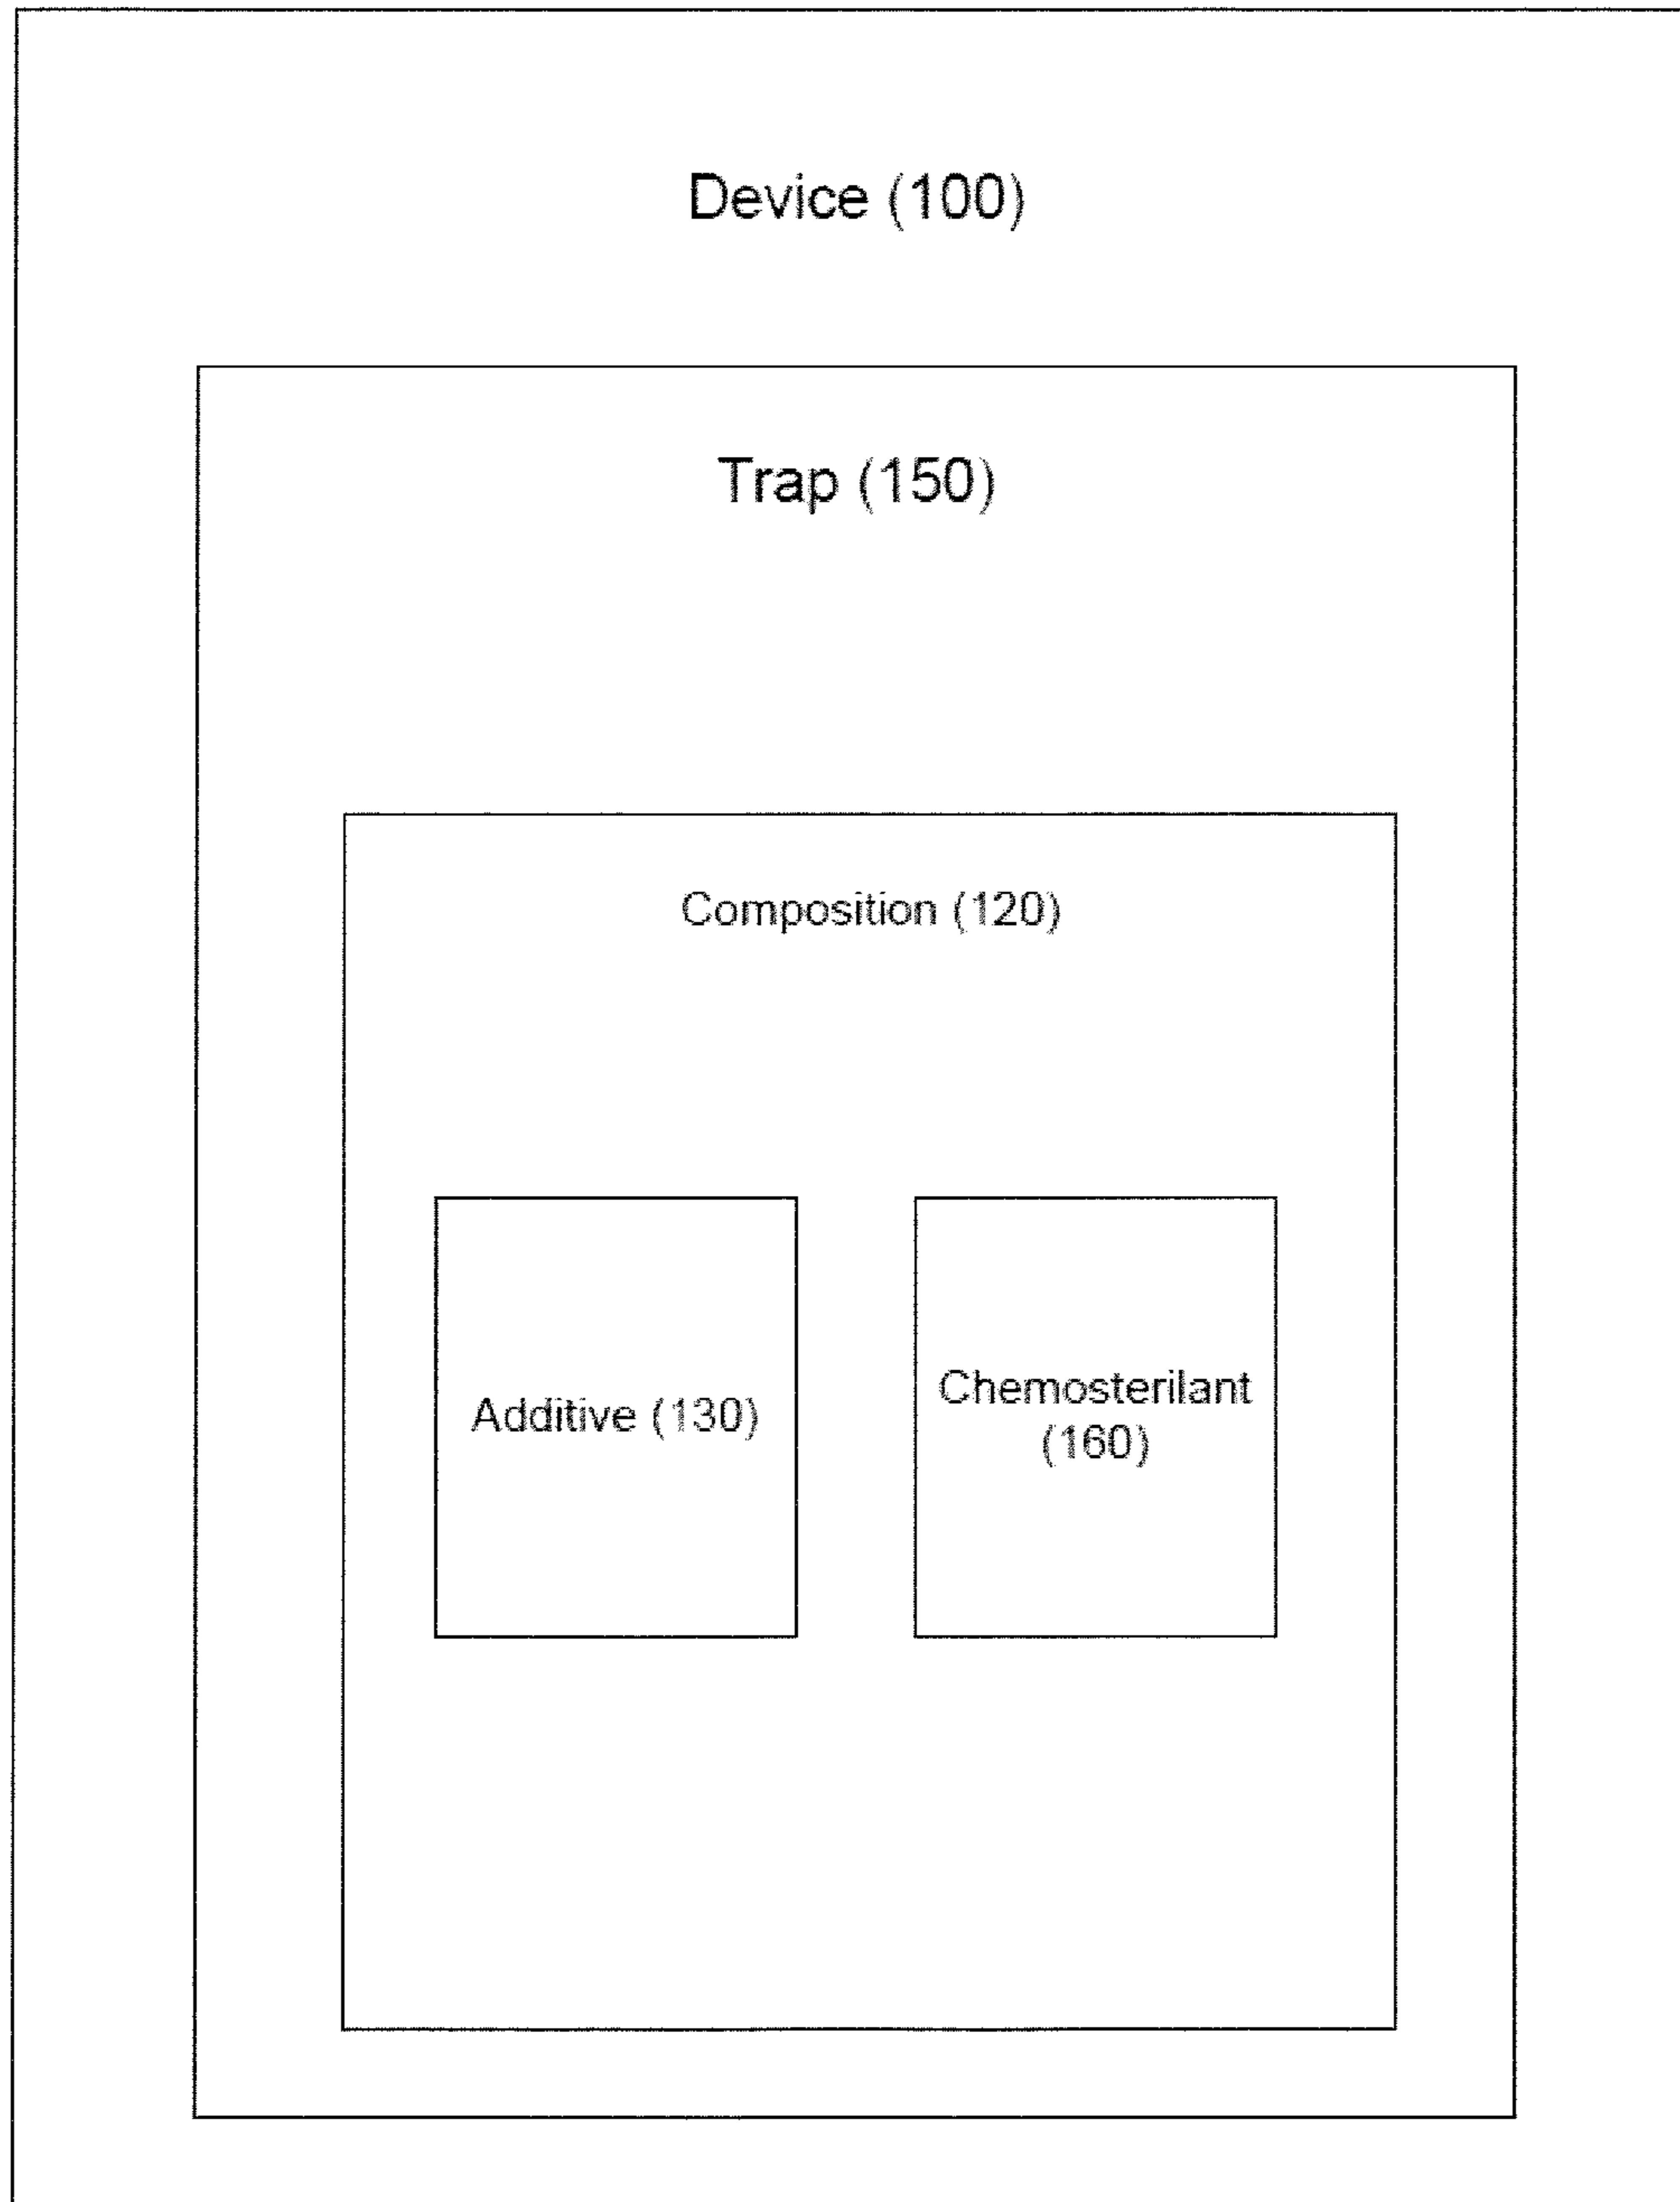 Device (100)
Trap (150)
Composition (120)
Additive (130)
Chemosterilant
(160)